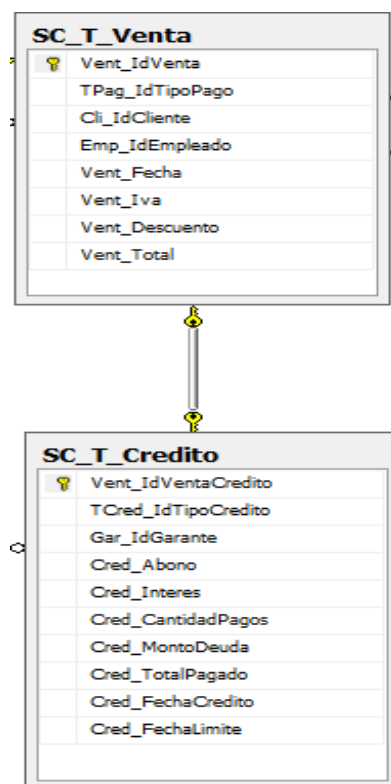 SC_T_Venta
Vent_IdVenta
TPag_IdTipoPago
Cli_IdCliente
Emp_IdEmpleado
Vent_Fecha
Vent_Iva
Vent_Descuento
Vent_Total
SC_T_Credito
Vent_IdVentaCredito
TCred_IdTipoCredito
Gar_IdGarante
Cred_Abono
Cred_Interes
Cred_CantidadPagos
Cred_MontoDeuda
Cred_TotalPagado
Cred_FechaCredito
Cred_FechaLimite